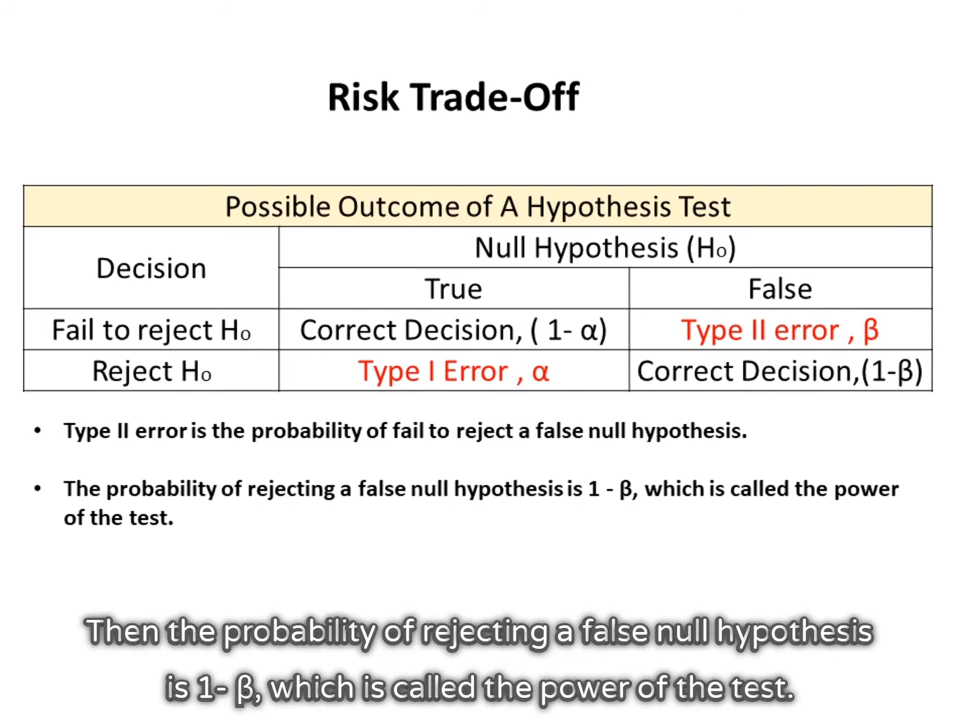 Risk Trade-Off
Possible Outcome of A Hypothesis Test
Decision
Null Hypothesis (H₀)
True
False
Fail to reject H₀
Correct Decision, ( 1- α)
Type II error , β
Reject H₀
Type I Error , α
Correct Decision,(1-β)
• Type II error is the probability of fail to reject a false null hypothesis.
• The probability of rejecting a false null hypothesis is 1 - β, which is called the power
of the test.
Then the probability of rejecting a false null hypothesis
is 1- β, which is called the power of the test.